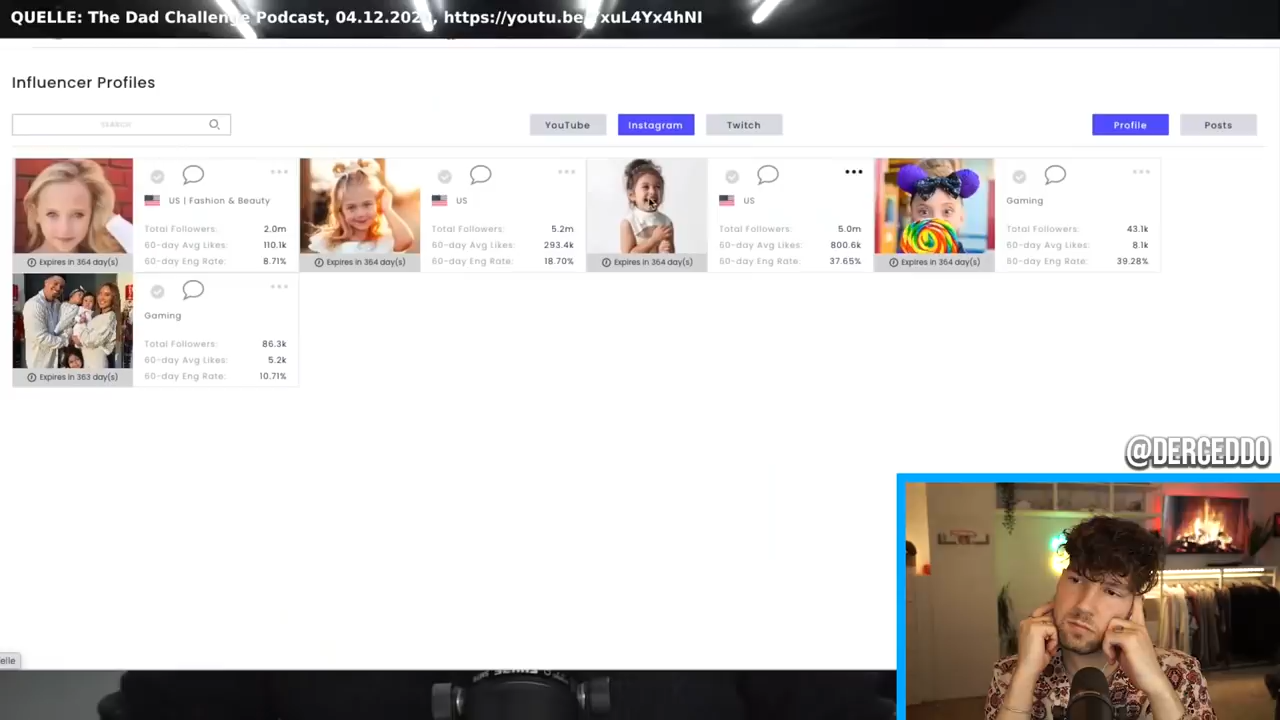 QUELLE: The Dad Challenge Podcast, 04.12.202 , https://youtu.be/ xuL4Yx4hNI
Influencer Profiles
SEARCH
YouTube
Instagram
Twitch
Profile
Posts
US | Fashion & Beauty
Total Followers: 2.0m
60-day Avg Likes: 110.1k
60-day Eng Rate: 8.71%
Expires in 364 day(s)
US
Total Followers: 5.2m
60-day Avg Likes: 293.4k
60-day Eng Rate: 18.70%
Expires in 364 day(s)
US
Total Followers: 5.0m
60-day Avg Likes: 800.6k
60-day Eng Rate: 37.65%
Expires in 364 day(s)
Gaming
Total Followers: 43.1k
60-day Avg Likes: 8.1k
60-day Eng Rate: 39.28%
Expires in 364 day(s)
Gaming
Total Followers: 86.3k
60-day Avg Likes: 5.2k
60-day Eng Rate: 10.71%
Expires in 363 day(s)
@DERCEDDO
elle